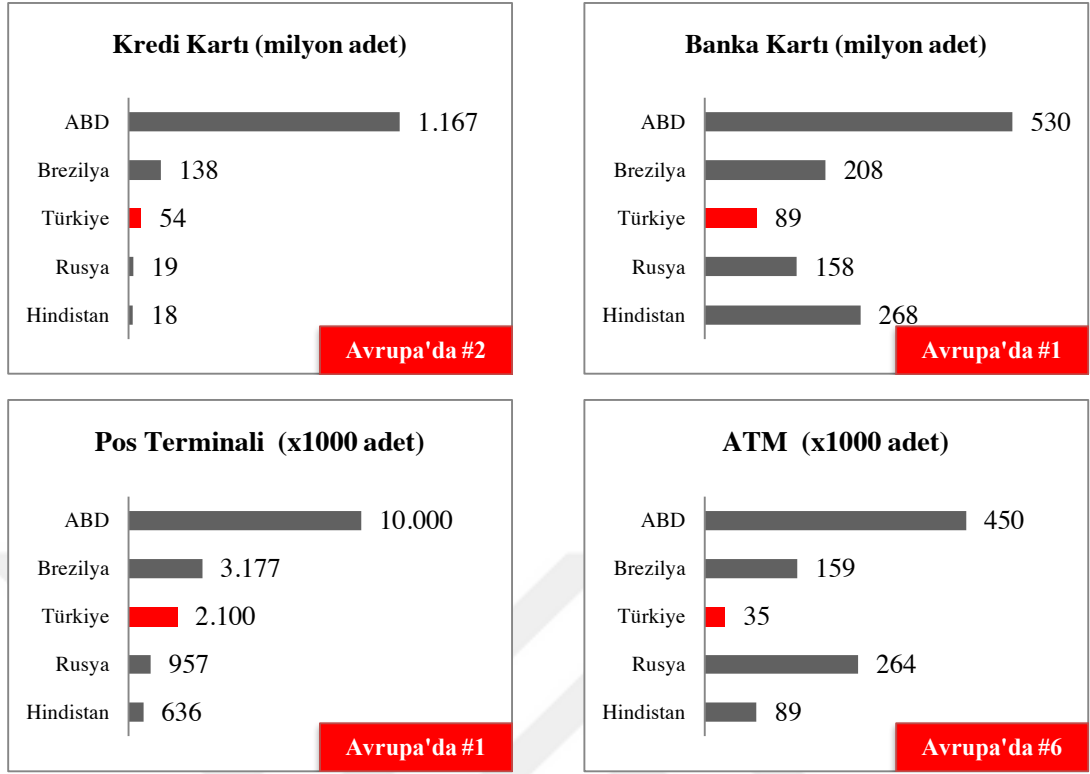 Kredi Kartı (milyon adet)
ABD 1.167
Brezilya 138
Türkiye 54
Rusya 19
Hindistan 18
Avrupa'da #2
Banka Kartı (milyon adet)
ABD 530
Brezilya 208
Türkiye 89
Rusya 158
Hindistan 268
Avrupa'da #1
Pos Terminali (x1000 adet)
ABD 10.000
Brezilya 3.177
Türkiye 2.100
Rusya 957
Hindistan 636
Avrupa'da #1
ATM (x1000 adet)
ABD 450
Brezilya 159
Türkiye 35
Rusya 264
Hindistan 89
Avrupa'da #6